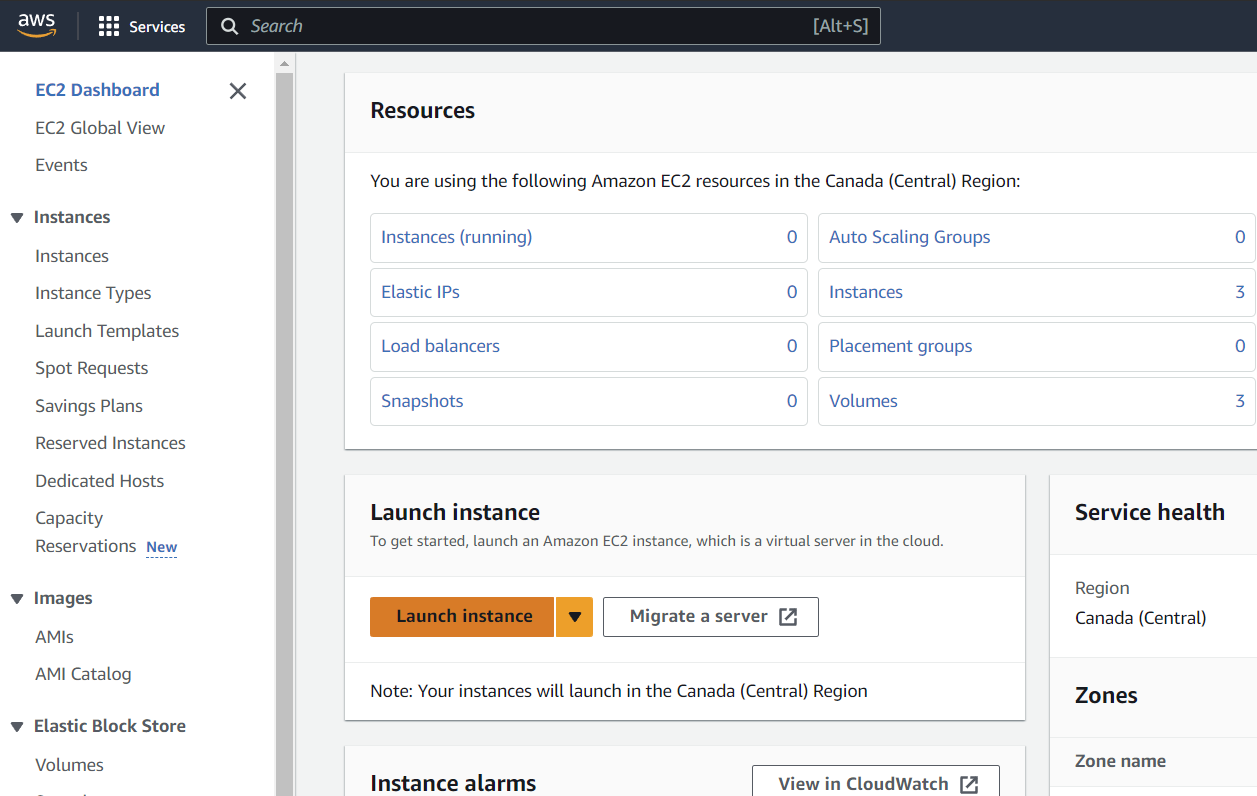 aws
Services
Search [Alt+S]
EC2 Dashboard
EC2 Global View
Events
Instances
Instances
Instance Types
Launch Templates
Spot Requests
Savings Plans
Reserved Instances
Dedicated Hosts
Capacity
Reservations New
Images
AMIs
AMI Catalog
Elastic Block Store
Volumes
Resources
You are using the following Amazon EC2 resources in the Canada (Central) Region:
Instances (running) 0
Auto Scaling Groups 0
Elastic IPs 0
Instances 3
Load balancers 0
Placement groups 0
Snapshots 0
Volumes 3
Launch instance
To get started, launch an Amazon EC2 instance, which is a virtual server in the cloud.
Launch instance
Migrate a server
Note: Your instances will launch in the Canada (Central) Region
Instance alarms
View in CloudWatch
Service health
Region
Canada (Central)
Zones
Zone name